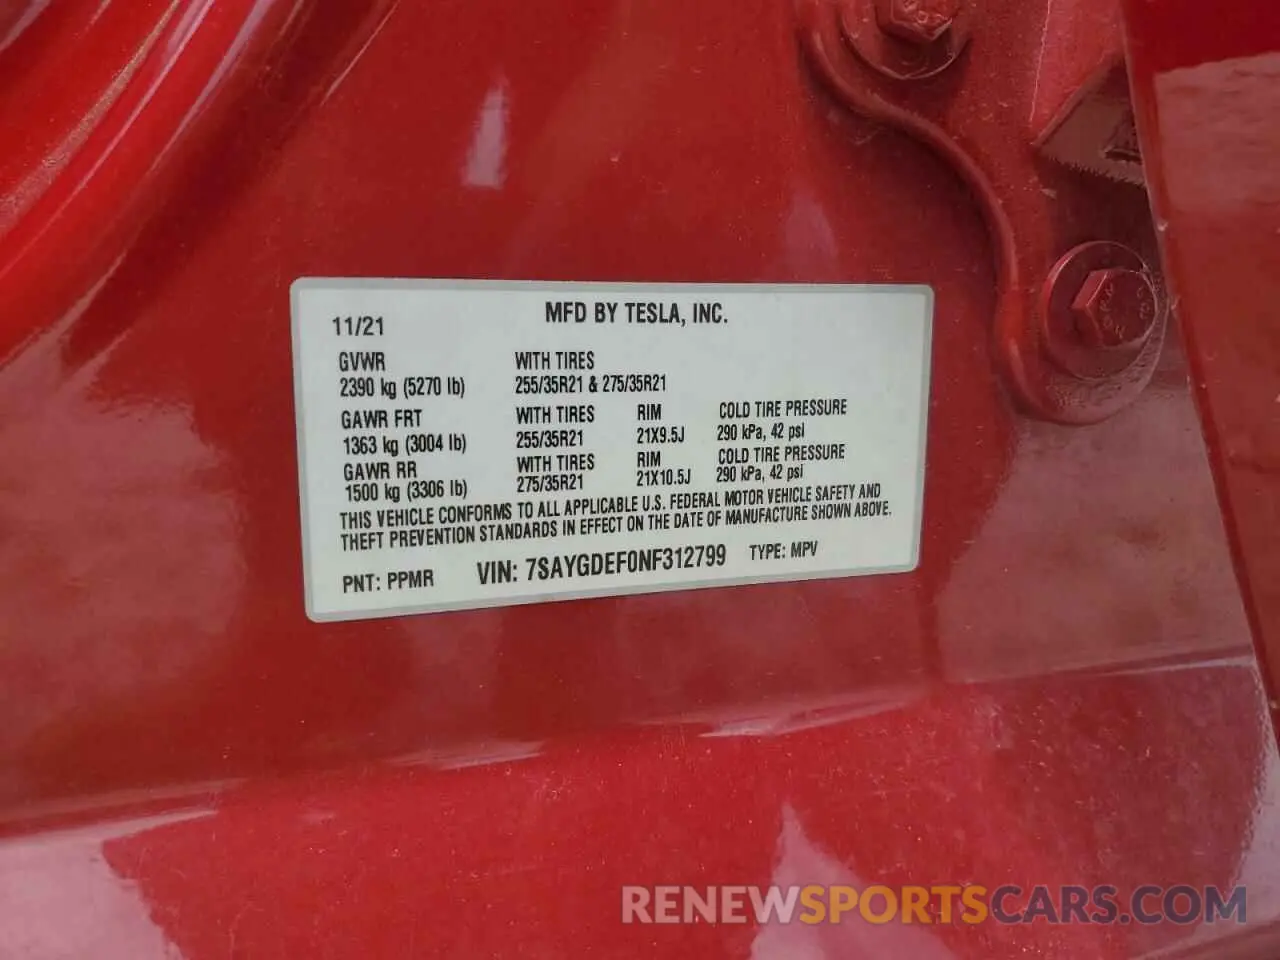 MFD BY TESLA, INC.
11/21
GVWR WITH TIRES
2390 kg (5270 lb) 255/35R21 & 275/35R21
GAWR FRT WITH TIRES RIM COLD TIRE PRESSURE
1363 kg (3004 lb) 255/35R21 21X9.5J 290 kPa, 42 psi
GAWR RR WITH TIRES RIM COLD TIRE PRESSURE
1500 kg (3306 lb) 275/35R21 21X10.5J 290 kPa, 42 psi
THIS VEHICLE CONFORMS TO ALL APPLICABLE U.S. FEDERAL MOTOR VEHICLE SAFETY AND
THEFT PREVENTION STANDARDS IN EFFECT ON THE DATE OF MANUFACTURE SHOWN ABOVE.
PNT: PPMR VIN: 7SAYGDEF0NF312799 TYPE: MPV
RENEWSPORTSCARS.COM